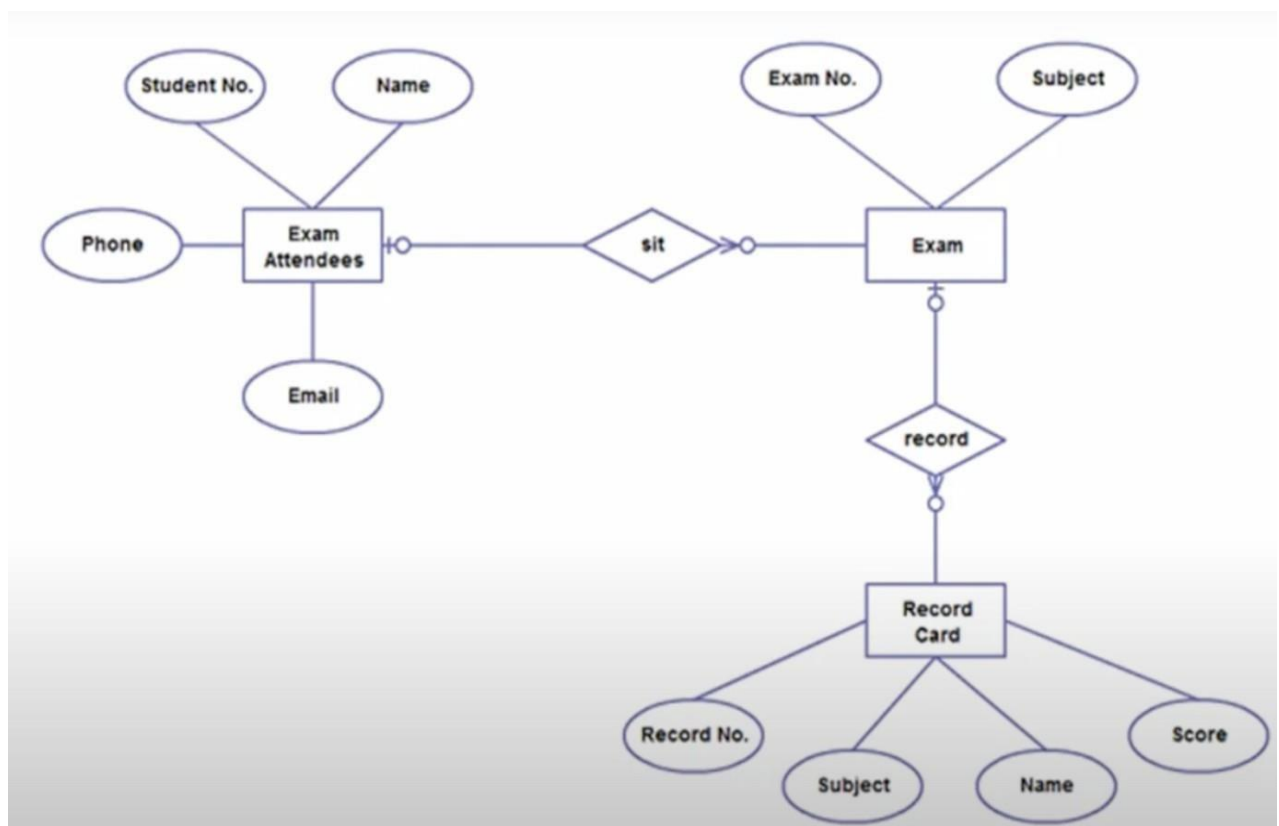 Student No.
Name
Exam No.
Subject
Phone
Exam
Attendees
sit
Exam
Email
record
Record
Card
Record No.
Subject
Name
Score